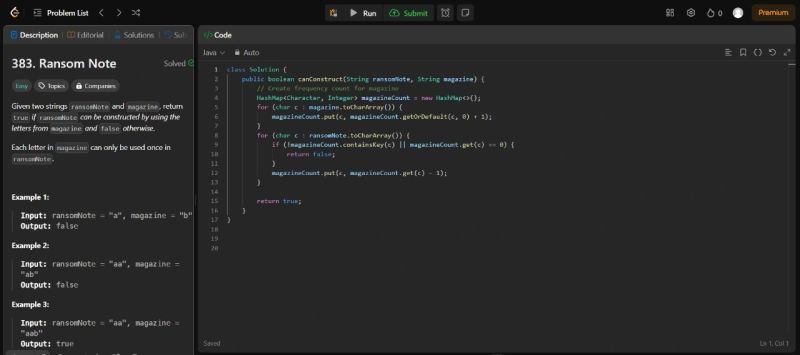 Problem List
Run
Submit
0
Premium
Description
Editorial
Solutions
383. Ransom Note
Solved
Easy
Topics
Companies
Given two strings ransomNote and magazine, return
true if ransomNote can be constructed by using the
letters from magazine and false otherwise.
Each letter in magazine can only be used once in
ransomNote.
Example 1:
Input: ransomNote = "a", magazine = "b"
Output: false
Example 2:
Input: ransomNote = "aa", magazine =
"ab"
Output: false
Example 3:
Input: ransomNote = "aa", magazine =
"aab"
Output: true
</>Code
Java
Auto
1 class Solution {
2 public boolean canConstruct(String ransomNote, String magazine) {
3 // Create frequency count for magazine
4 HashMap<Character, Integer> magazineCount = new HashMap<>();
5 for (char c : magazine.toCharArray()) {
6 magazineCount.put(c, magazineCount.getOrDefault(c, 0) + 1);
7 }
8 for (char c : ransomNote.toCharArray()) {
9 if (!magazineCount.containsKey(c) || magazineCount.get(c) == 0) {
10 return false;
11 }
12 magazineCount.put(c, magazineCount.get(c) - 1);
13 }
14
15 return true;
16 }
17 }
18
19
20
Saved
Ln 1, Col 1